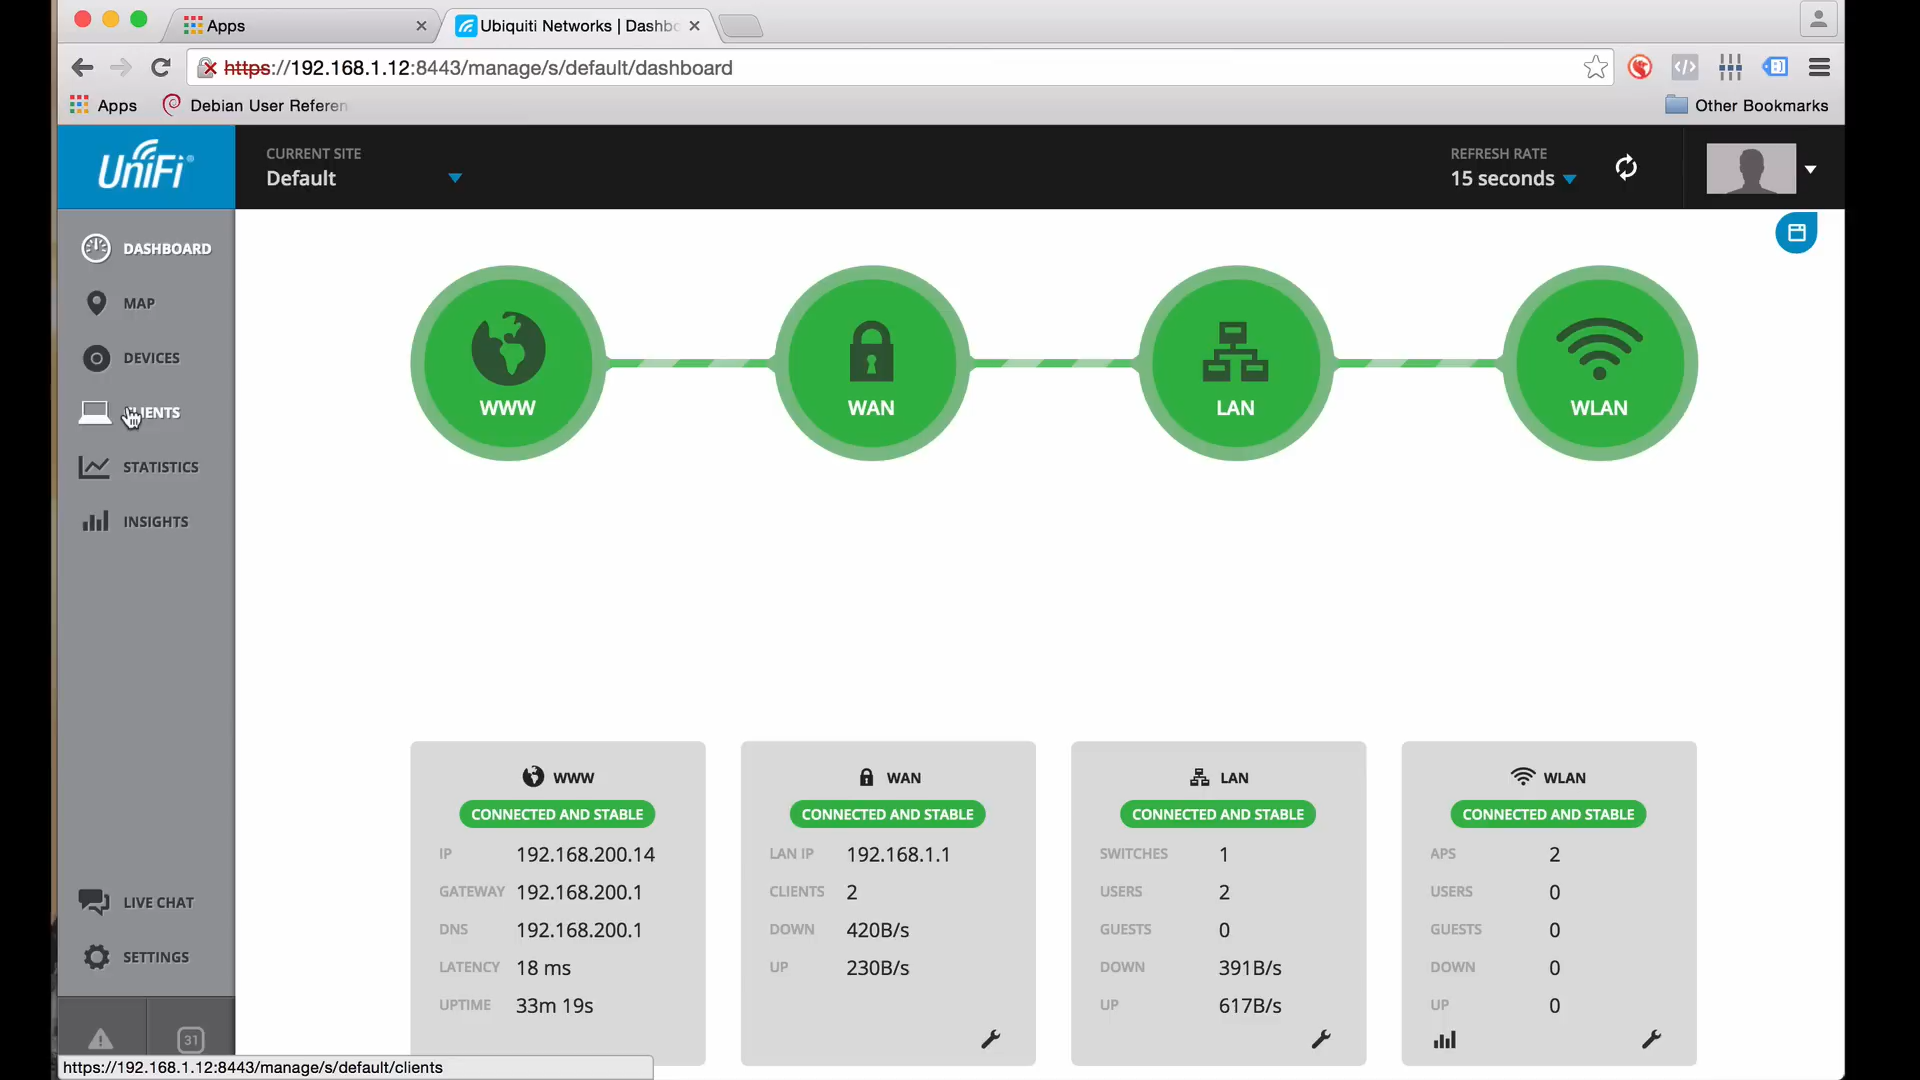 Apps
Ubiquiti Networks | Dashbo
https://192.168.1.12:8443/manage/s/default/dashboard
Apps
Debian User Referen
Other Bookmarks
UniFi
CURRENT SITE
Default
REFRESH RATE
15 seconds
DASHBOARD
MAP
DEVICES
IENTS
STATISTICS
INSIGHTS
LIVE CHAT
SETTINGS
31
WWW
WAN
LAN
WLAN
WWW
CONNECTED AND STABLE
IP 192.168.200.14
GATEWAY 192.168.200.1
DNS 192.168.200.1
LATENCY 18 ms
UPTIME 33m 19s
WAN
CONNECTED AND STABLE
LAN IP 192.168.1.1
CLIENTS 2
DOWN 420B/s
UP 230B/s
LAN
CONNECTED AND STABLE
SWITCHES 1
USERS 2
GUESTS 0
DOWN 391B/s
UP 617B/s
WLAN
CONNECTED AND STABLE
APS 2
USERS 0
GUESTS 0
DOWN 0
UP 0
https://192.168.1.12:8443/manage/s/default/clients